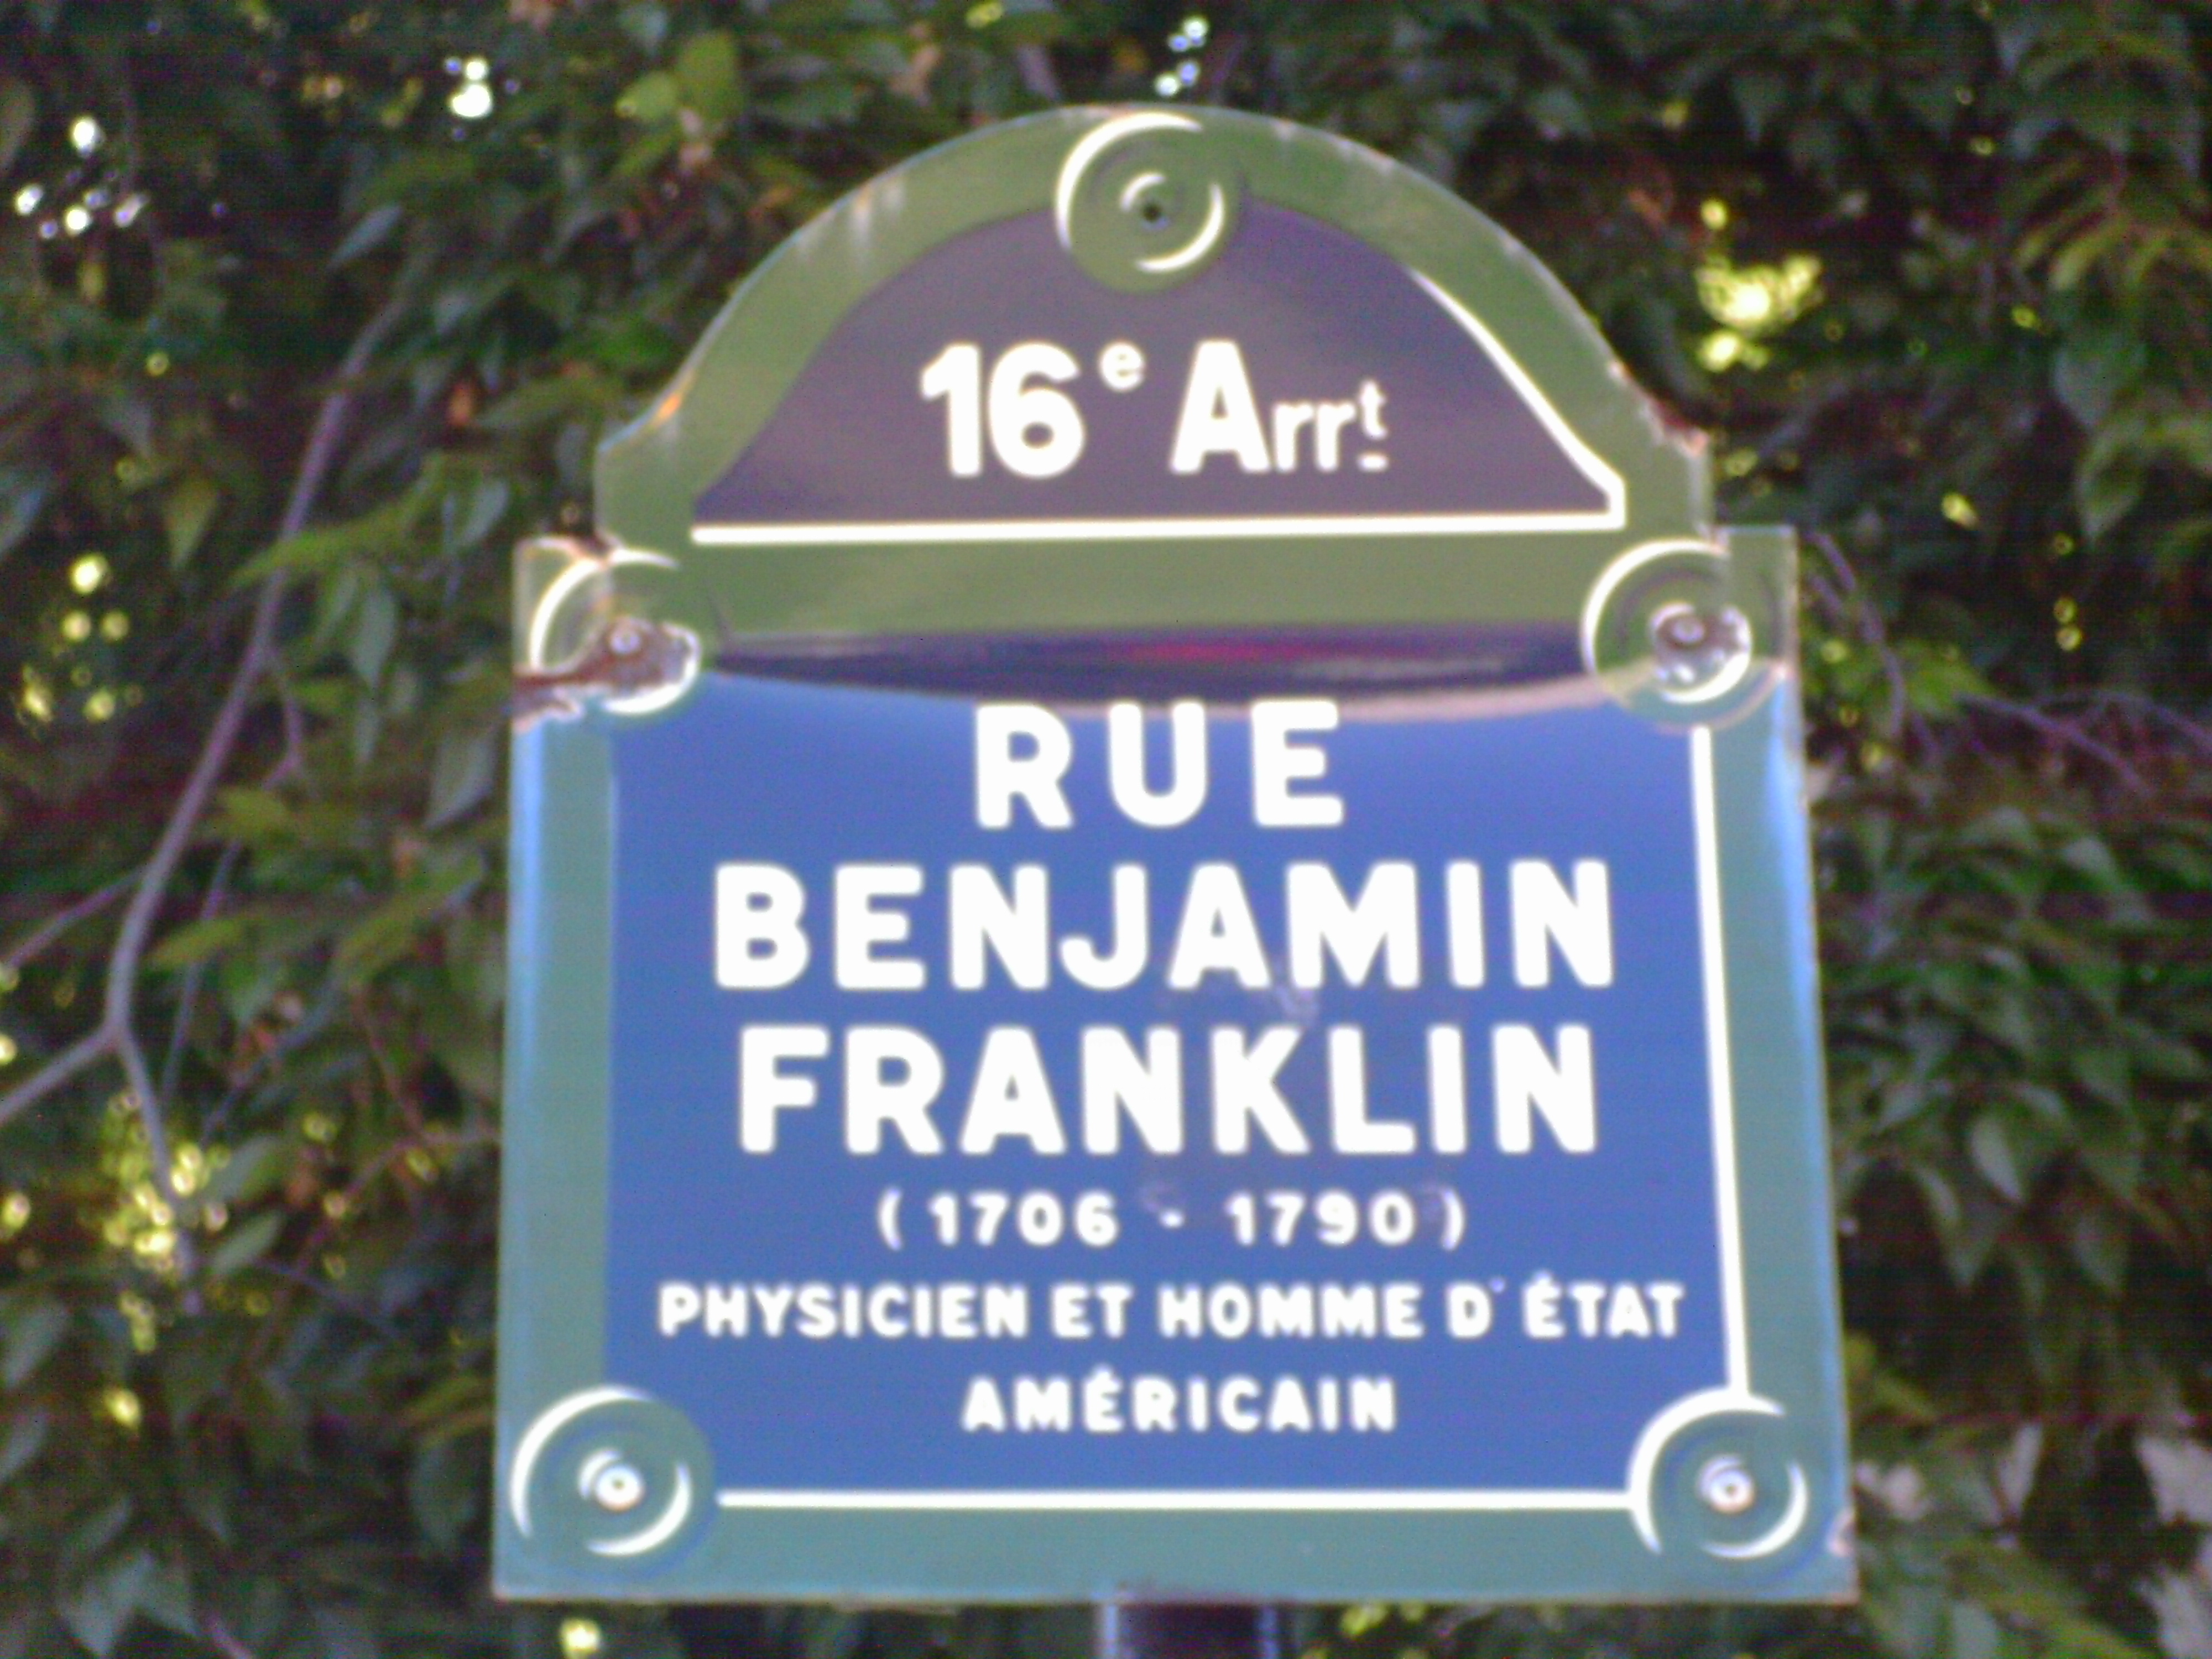 16e Arrt
RUE
BENJAMIN
FRANKLIN
(1706 - 1790)
PHYSICIEN ET HOMME D'ÉTAT
AMÉRICAIN